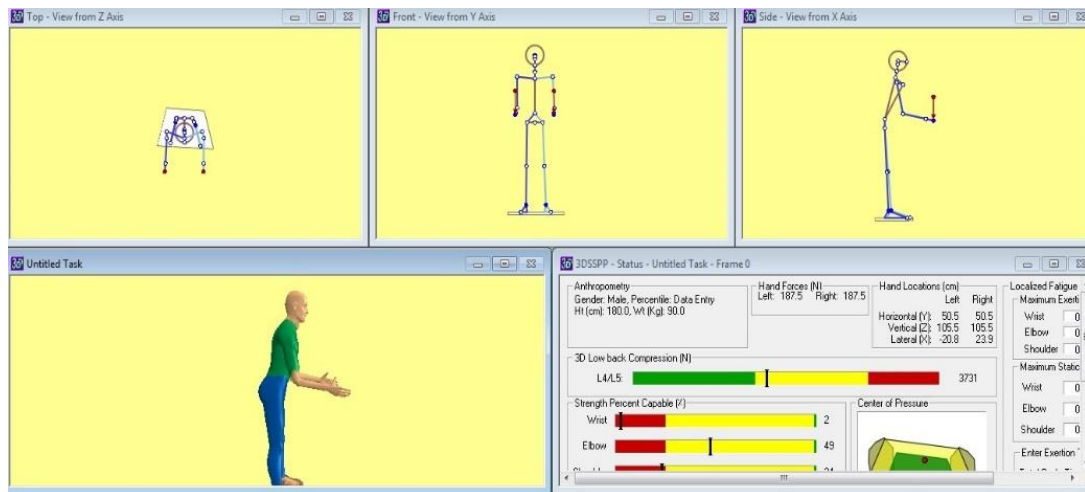 Top - View from Z Axis
Front - View from Y Axis
Side - View from X Axis
Untitled Task
3DSSPP - Status - Untitled Task - Frame 0
Anthropometry
Gender: Male, Percentile: Data Entry
Ht (cm): 180.0, Wt (Kg): 90.0
Hand Forces (N)
Left: 187.5 Right: 187.5
Hand Locations (cm)
Left Right
Horizontal (Y): 50.5 50.5
Vertical (Z): 105.5 105.5
Lateral (X): -20.8 23.9
3D Low back Compression (N)
L4/L5: 3731
Strength Percent Capable (%)
Wrist 2
Elbow 49
Center of Pressure
Localized Fatigue
Maximum Exerti
Wrist 0
Elbow 0
Shoulder 0
Maximum Static
Wrist 0
Elbow 0
Shoulder 0
Enter Exertion